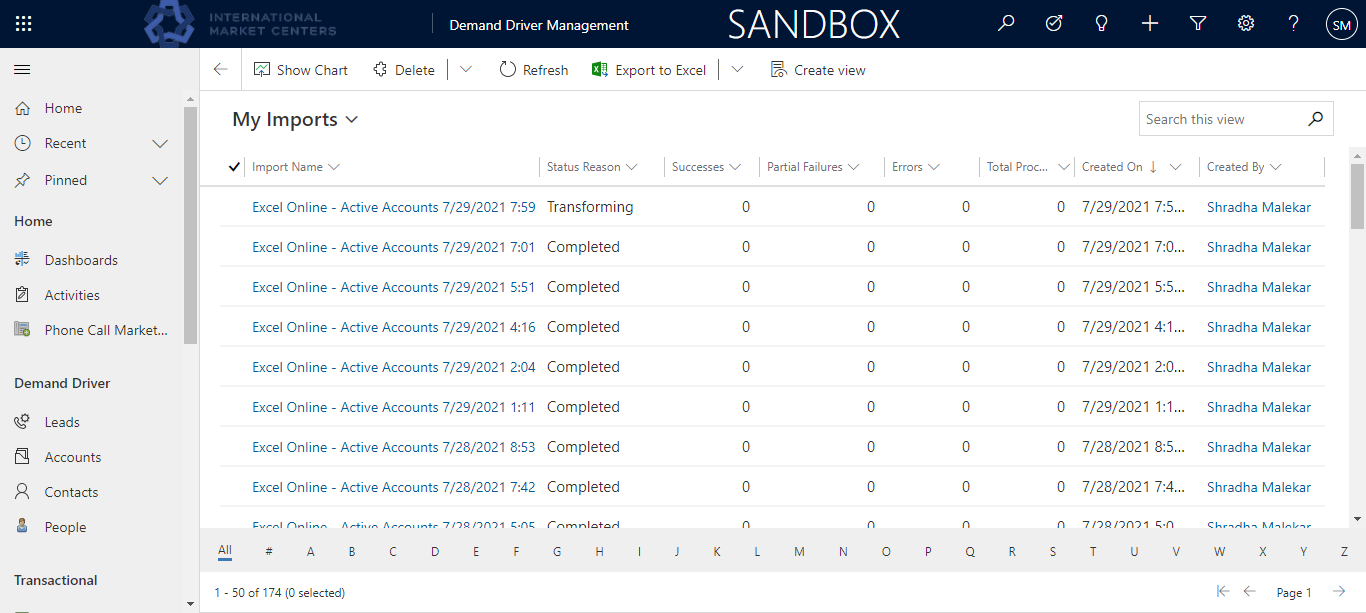 INTERNATIONAL
MARKET CENTERS
Demand Driver Management
SANDBOX
?
SM
Show Chart
Delete
Refresh
Export to Excel
Create view
Home
Recent
Pinned
Home
Dashboards
Activities
Phone Call Market...
Demand Driver
Leads
Accounts
Contacts
People
Transactional
My Imports
Search this view
Import Name Status Reason Successes Partial Failures Errors Total Proc... Created On Created By
Excel Online - Active Accounts 7/29/2021 7:59 Transforming 0 0 0 0 7/29/2021 7:5... Shradha Malekar
Excel Online - Active Accounts 7/29/2021 7:01 Completed 0 0 0 0 7/29/2021 7:0... Shradha Malekar
Excel Online - Active Accounts 7/29/2021 5:51 Completed 0 0 0 0 7/29/2021 5:5... Shradha Malekar
Excel Online - Active Accounts 7/29/2021 4:16 Completed 0 0 0 0 7/29/2021 4:1... Shradha Malekar
Excel Online - Active Accounts 7/29/2021 2:04 Completed 0 0 0 0 7/29/2021 2:0... Shradha Malekar
Excel Online - Active Accounts 7/29/2021 1:11 Completed 0 0 0 0 7/29/2021 1:1... Shradha Malekar
Excel Online - Active Accounts 7/28/2021 8:53 Completed 0 0 0 0 7/28/2021 8:5... Shradha Malekar
Excel Online - Active Accounts 7/28/2021 7:42 Completed 0 0 0 0 7/28/2021 7:4... Shradha Malekar
Excel Online - Active Accounts 7/28/2021 5:05 Completed 0 0 0 0 7/28/2021 5:0... Shradha Malekar
All # A B C D E F G H I J K L M N O P Q R S T U V W X Y Z
1 - 50 of 174 (0 selected)
Page 1